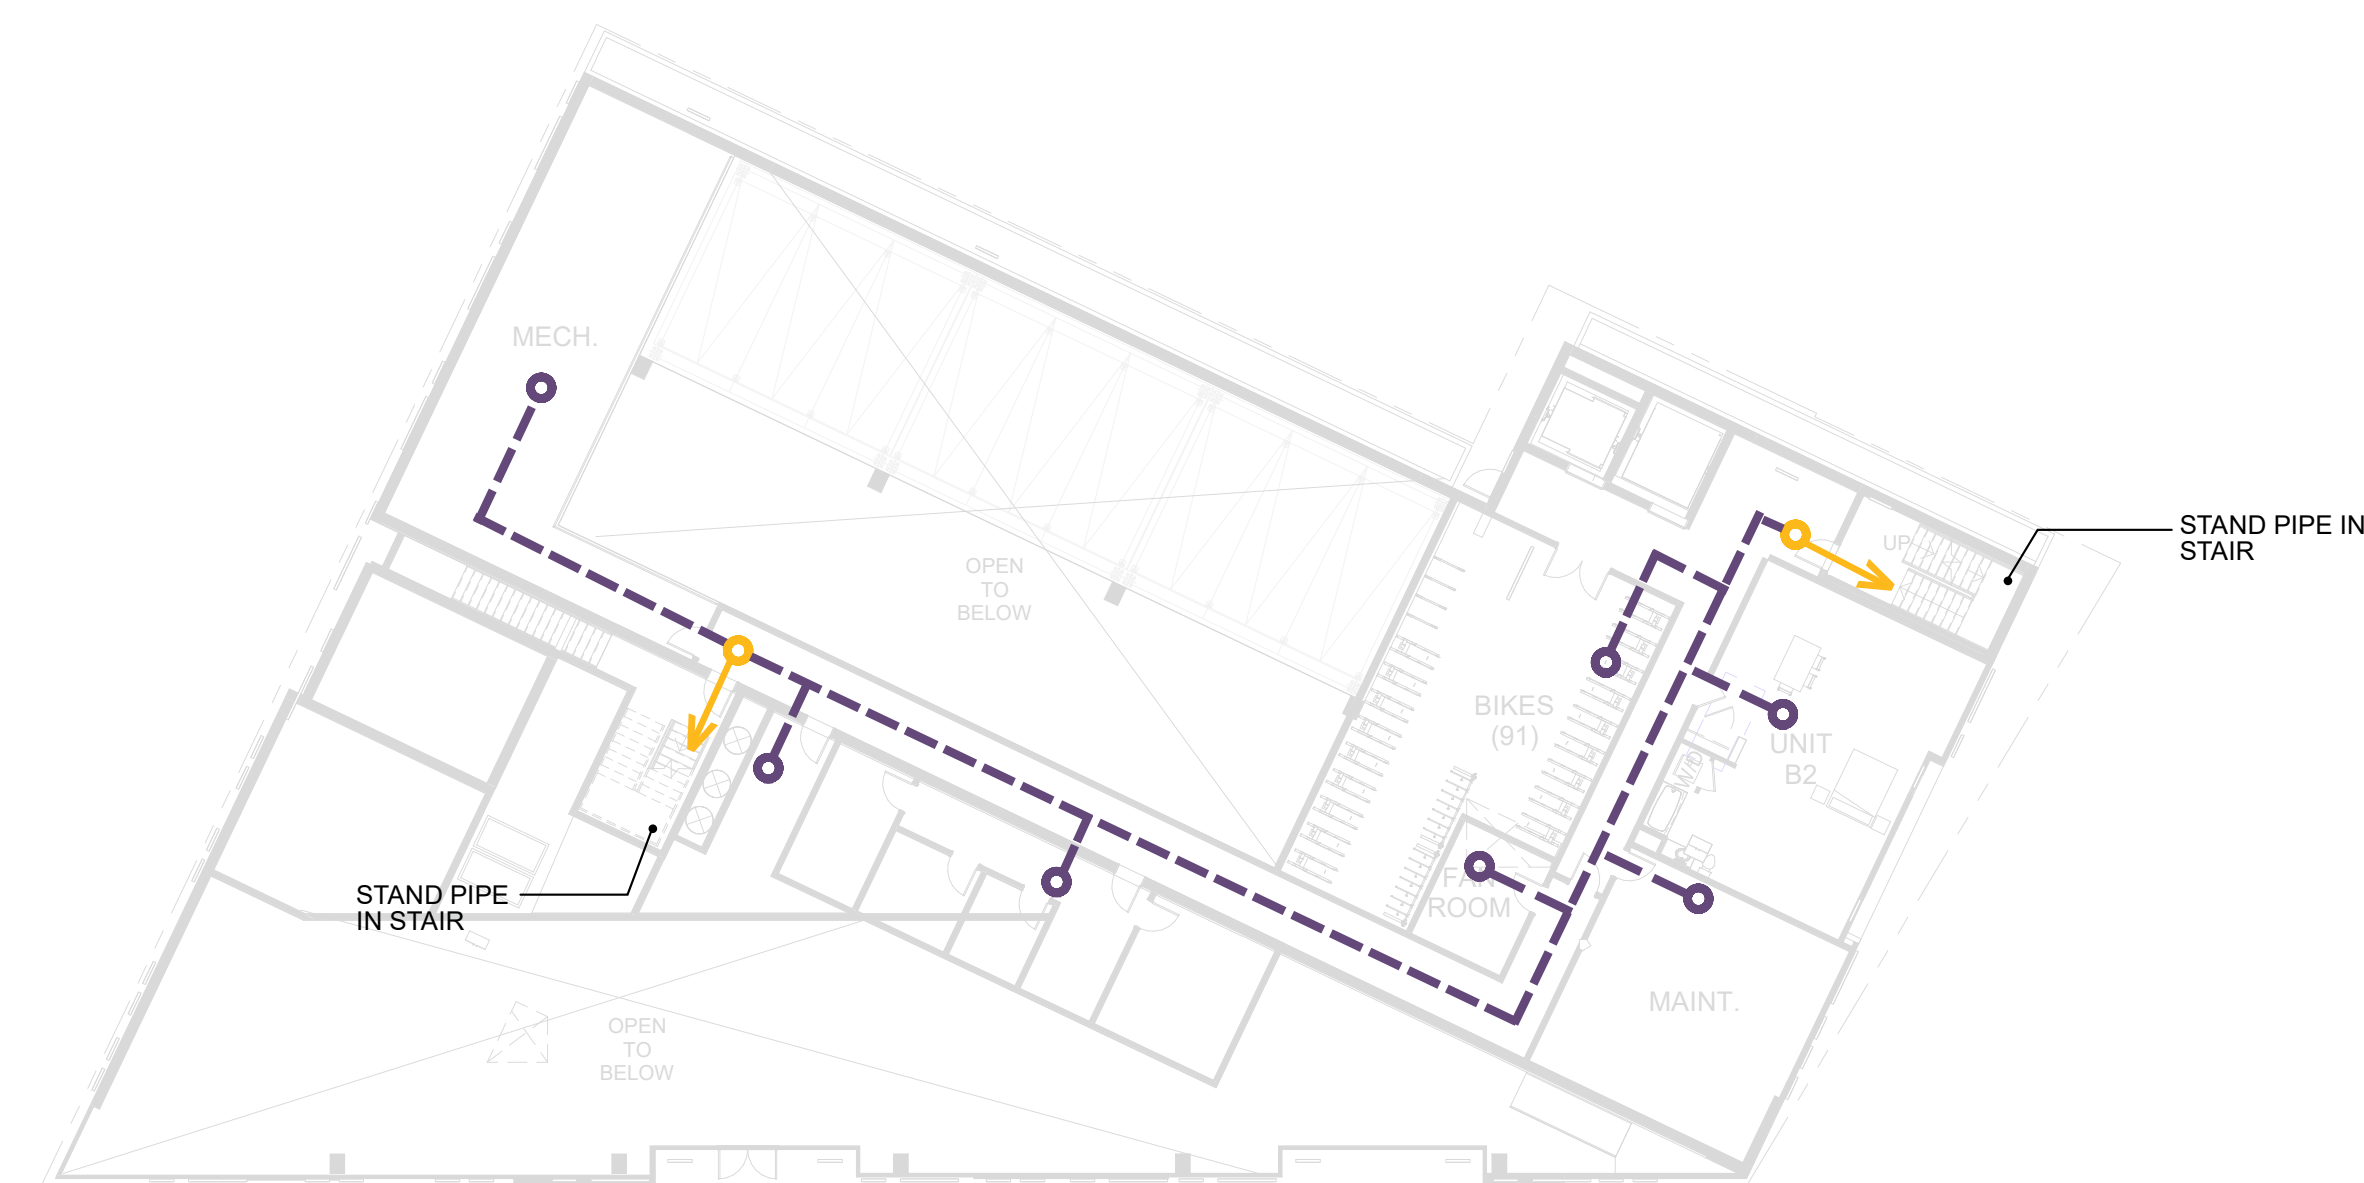 MECH.
STAND PIPE IN
STAIR
UP
OPEN
TO
BELOW
BIKES
(91)
UNIT
B2
W/D
FAN
ROOM
STAND PIPE
IN STAIR
MAINT.
OPEN
TO
BELOW